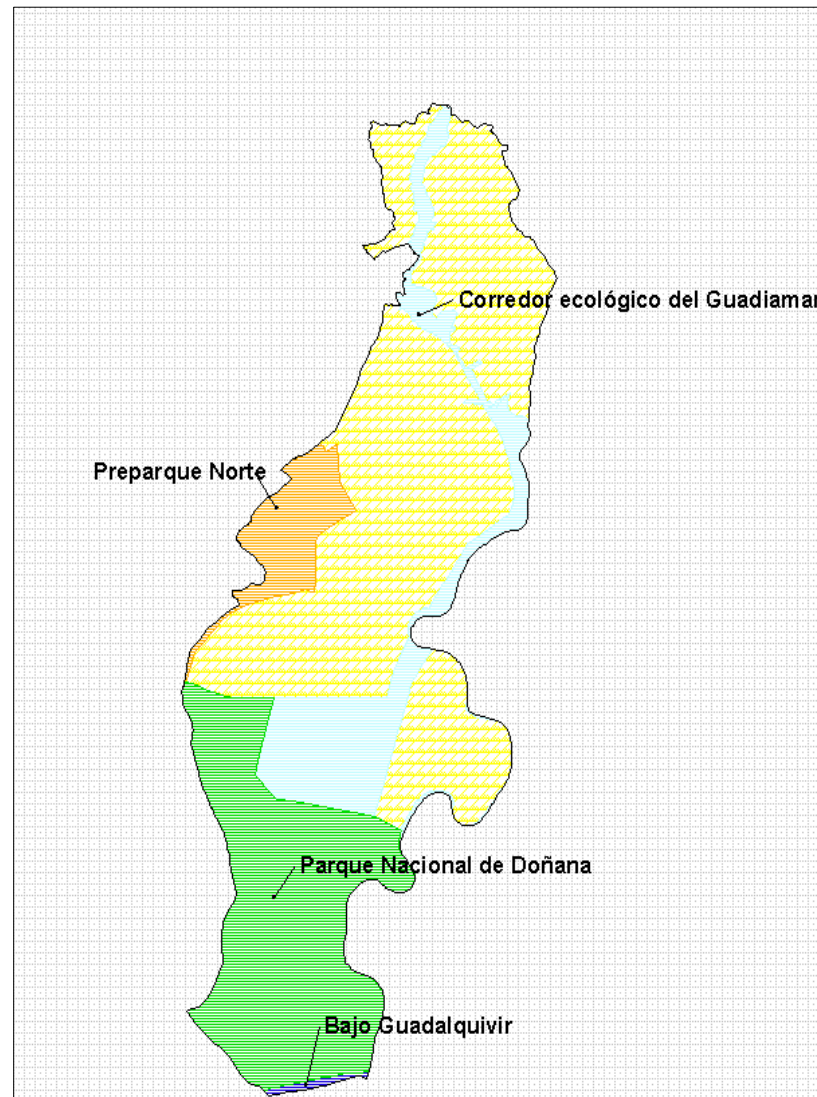 Corredor ecológico del Guadiamar
Preparque Norte
Parque Nacional de Doñana
Bajo Guadalquivir